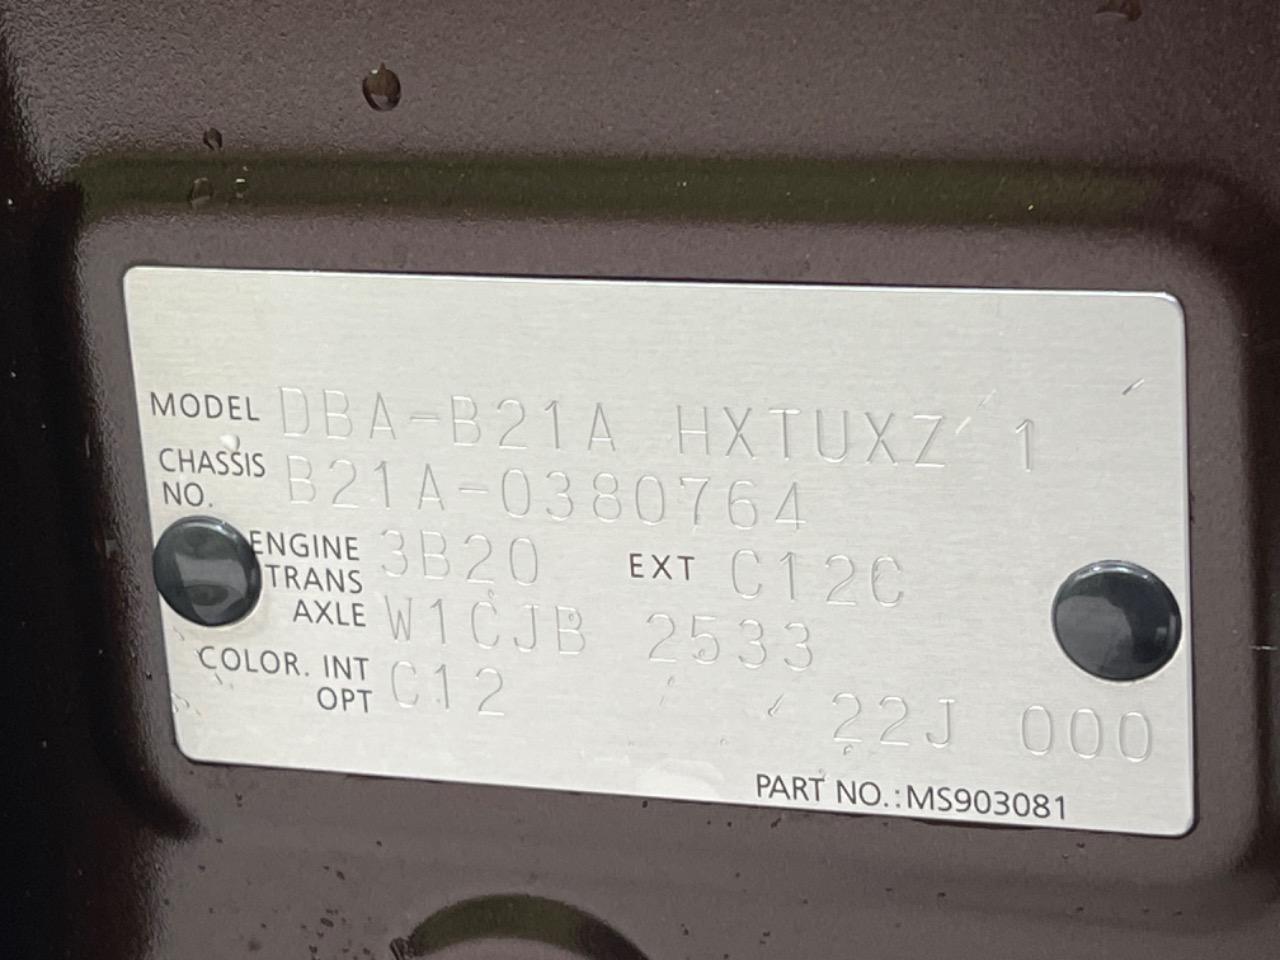 MODEL DBA-B21A HXTUXZ 1
CHASSIS NO. B21A-0380764
ENGINE 3B20 EXT C12C
TRANS AXLE W1CJB 2533
COLOR. INT OPT C12 22J 000
PART NO.:MS903081